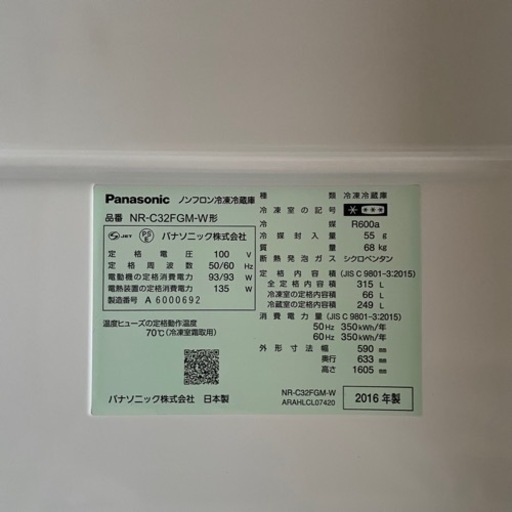 Panasonic ノンフロン冷凍冷蔵庫
品番 NR-C32FGM-W形
JET PSE パナソニック株式会社
定格電圧 100 V
定格周波数 50/60 Hz
電動機の定格消費電力 93/93 W
電熱装置の定格消費電力 135 W
製造番号 A 6000692
温度ヒューズの定格動作温度
70℃(冷凍室霜取用)
パナソニック株式会社 日本製
種類 冷凍冷蔵庫
冷凍室の記号
冷媒 R600a
冷媒封入量 55 g
質量 68 kg
断熱発泡ガス シクロペンタン
定格内容積 (JIS C 9801-3:2015)
全定格内容積 315 L
冷凍室の定格内容積 66 L
冷蔵室の定格内容積 249 L
消費電力量 (JIS C 9801-3:2015)
50Hz 350kWh/年
60Hz 350kWh/年
外形寸法 幅 590 mm
奥行 633 mm
高さ 1605 mm
NR-C32FGM-W
ARAHLCL07420
2016 年製